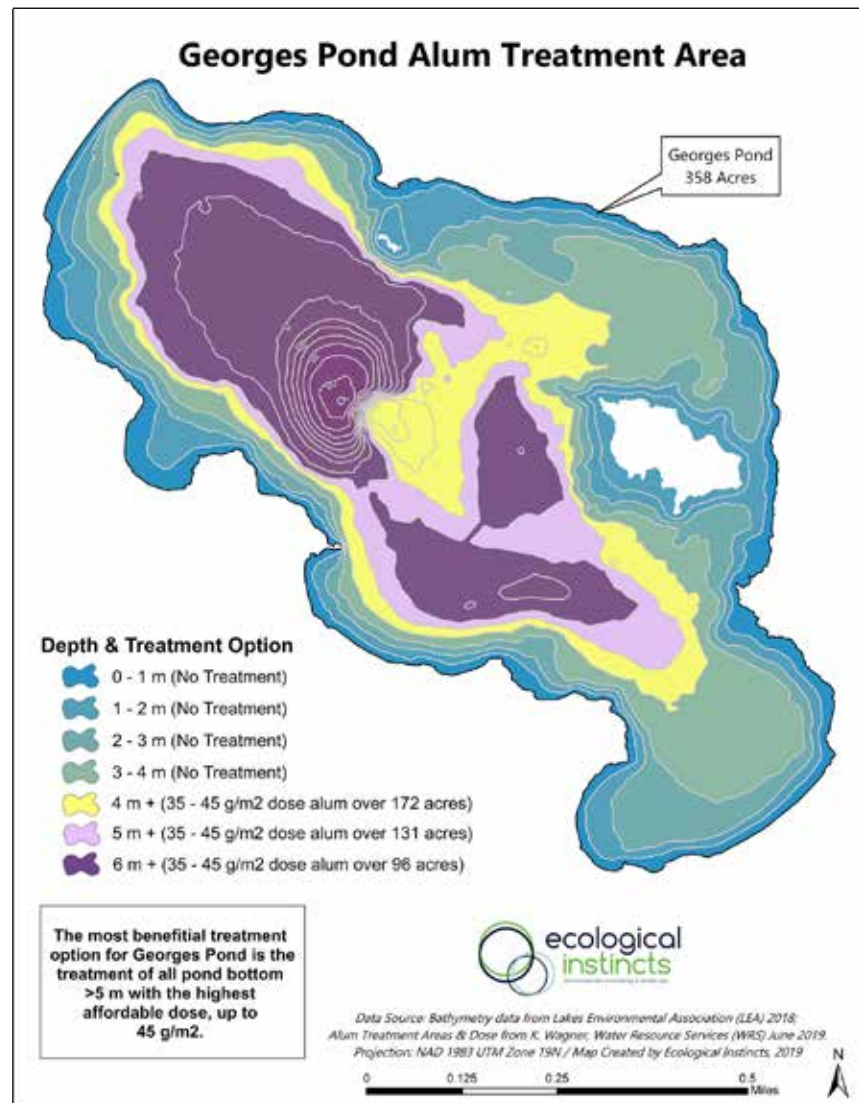 Georges Pond Alum Treatment Area
Georges Pond
358 Acres
Depth & Treatment Option
0 - 1 m (No Treatment)
1 - 2 m (No Treatment)
2 - 3 m (No Treatment)
3 - 4 m (No Treatment)
4 m + (35 - 45 g/m2 dose alum over 172 acres)
5 m + (35 - 45 g/m2 dose alum over 131 acres)
6 m + (35 - 45 g/m2 dose alum over 96 acres)
The most benefitial treatment
option for Georges Pond is the
treatment of all pond bottom
>5 m with the highest
affordable dose, up to
45 g/m2.
ecological
instincts
Data Source: Bathymetry data from Lakes Environmental Association (LEA) 2018;
Alum Treatment Areas & Dose from K. Wagner, Water Resource Services (WRS) June 2019.
Projection: NAD 1983 UTM Zone 19N / Map Created by Ecological Instincts, 2019
N
0 0.125 0.25 0.5
Miles